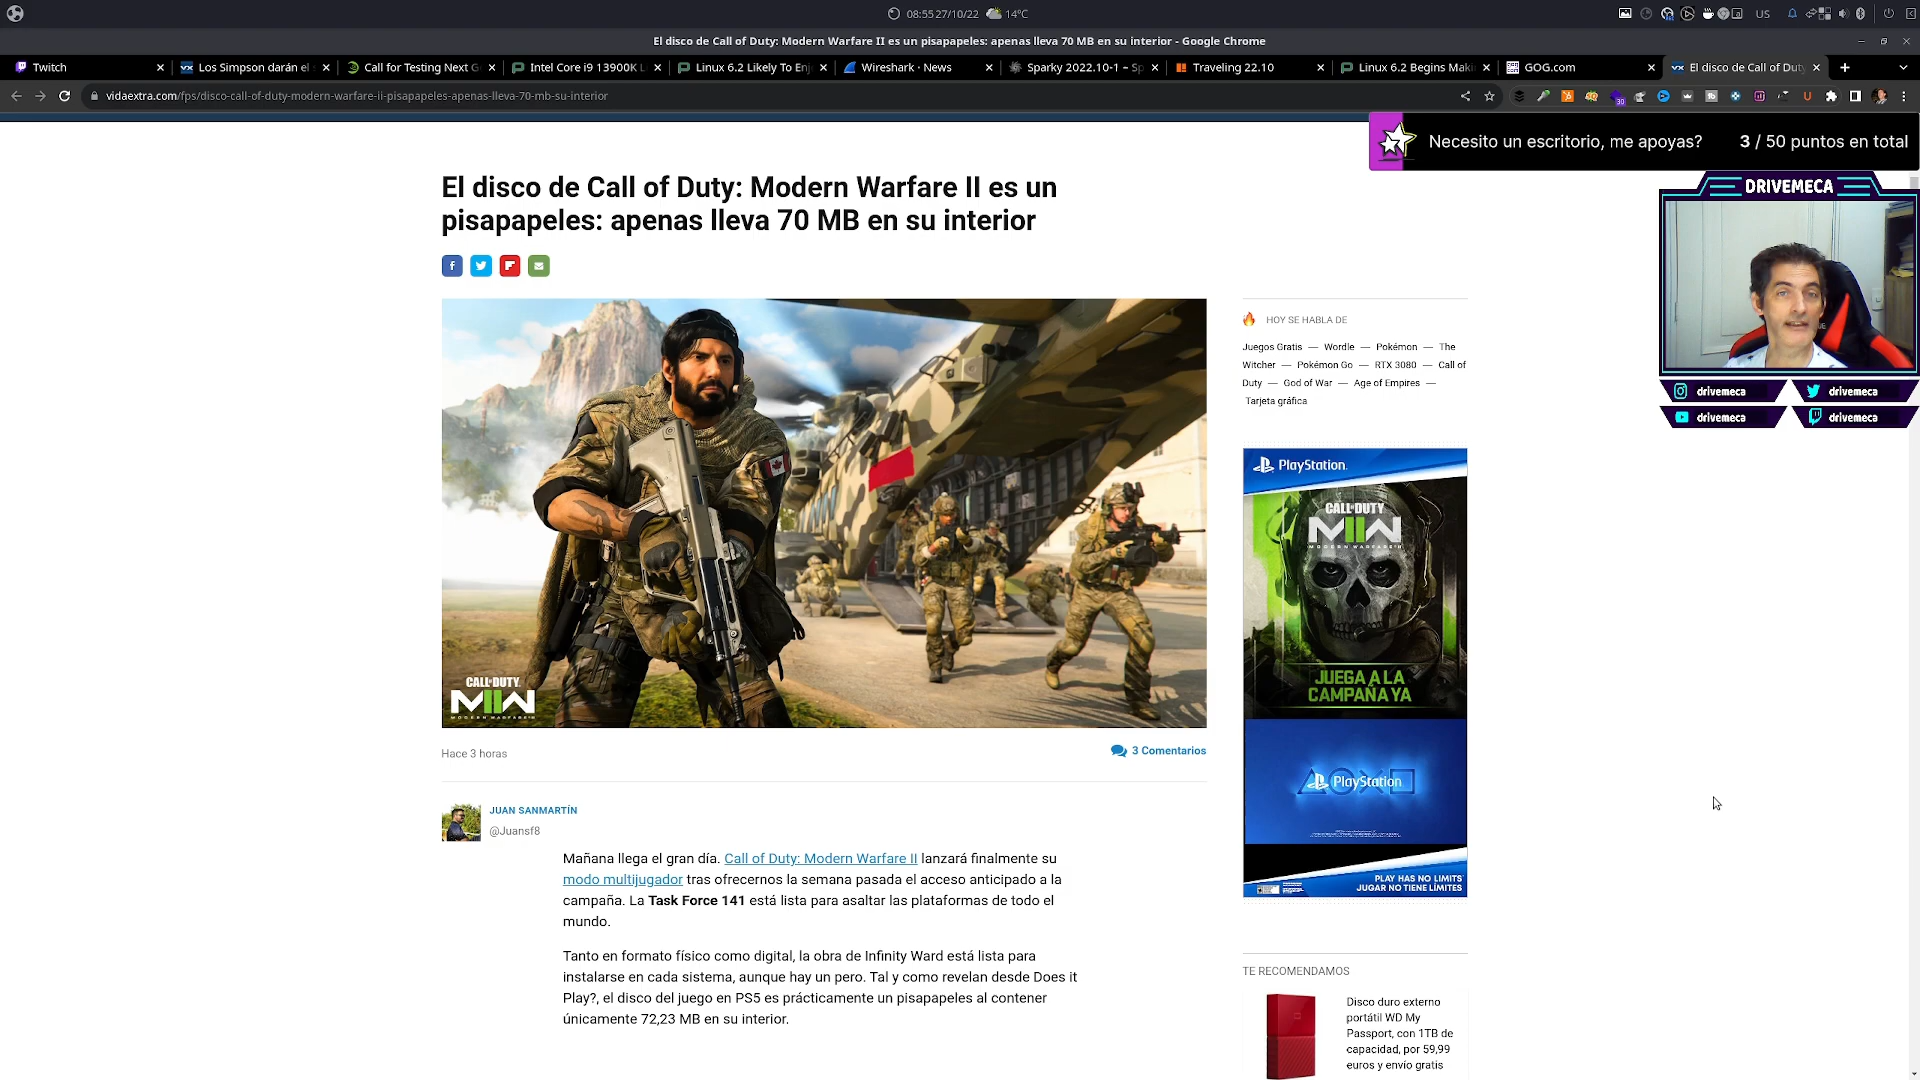 08:55 27/10/22 14°C
US
El disco de Call of Duty: Modern Warfare II es un pisapapeles: apenas lleva 70 MB en su interior - Google Chrome
Twitch
Los Simpson darán el
Call for Testing Next G
Intel Core i9 13900K L
Linux 6.2 Likely To Enj
Wireshark · News
Sparky 2022.10-1 – Sp
Traveling 22.10
Linux 6.2 Begins Maki
GOG.com
El disco de Call of Dut
vidaextra.com/fps/disco-call-of-duty-modern-warfare-ii-pisapapeles-apenas-lleva-70-mb-su-interior
30
Necesito un escritorio, me apoyas? 3 / 50 puntos en total
DRIVEMECA
drivemeca drivemeca
drivemeca drivemeca
El disco de Call of Duty: Modern Warfare II es un
pisapapeles: apenas lleva 70 MB en su interior
HOY SE HABLA DE
Juegos Gratis — Wordle — Pokémon — The
Witcher — Pokémon Go — RTX 3080 — Call of
Duty — God of War — Age of Empires —
Tarjeta gráfica
CALL OF DUTY
MWII
MODERN WARFARE II
PlayStation.
CALL OF DUTY
MWII
MODERN WARFARE II
JUEGA A LA
CAMPAÑA YA
PlayStation
PLAY HAS NO LIMITS
JUGAR NO TIENE LÍMITES
Hace 3 horas
3 Comentarios
JUAN SANMARTÍN
@Juansf8
Mañana llega el gran día. Call of Duty: Modern Warfare II lanzará finalmente su
modo multijugador tras ofrecernos la semana pasada el acceso anticipado a la
campaña. La Task Force 141 está lista para asaltar las plataformas de todo el
mundo.
Tanto en formato físico como digital, la obra de Infinity Ward está lista para
instalarse en cada sistema, aunque hay un pero. Tal y como revelan desde Does it
Play?, el disco del juego en PS5 es prácticamente un pisapapeles al contener
únicamente 72,23 MB en su interior.
TE RECOMENDAMOS
Disco duro externo
portátil WD My
Passport, con 1TB de
capacidad, por 59,99
euros y envío gratis